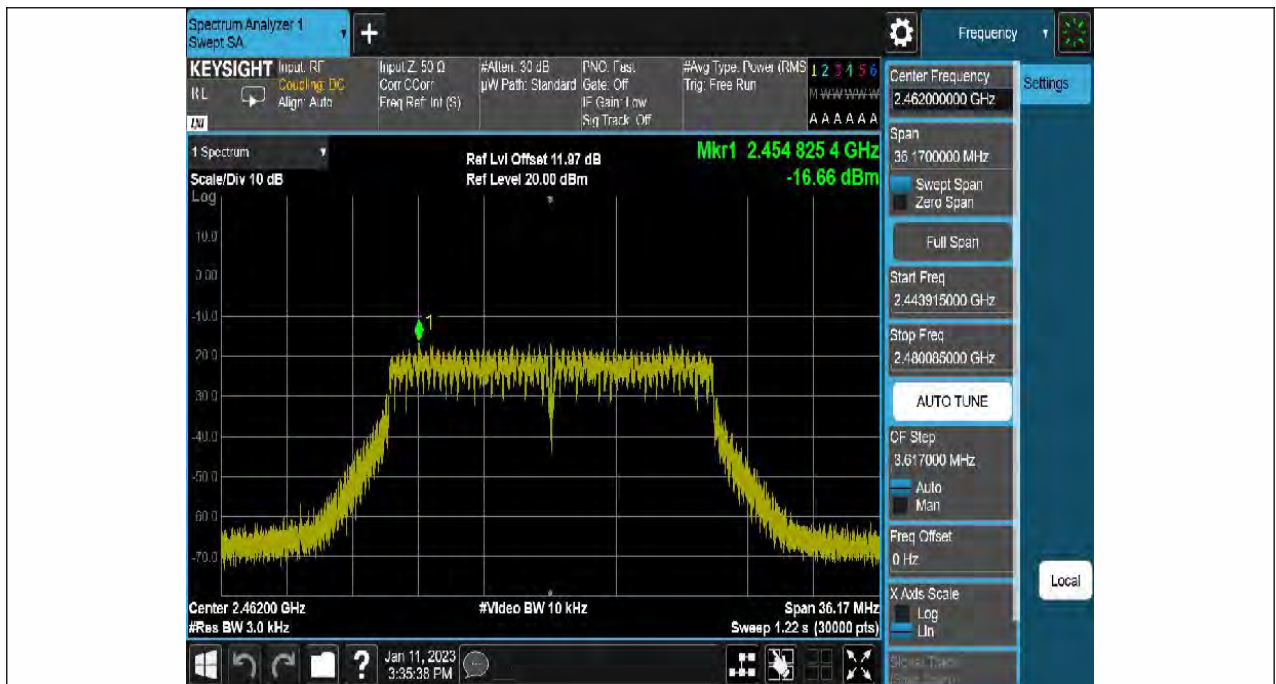 Spectrum Analyzer 1
Swept SA
+
Frequency
KEYSIGHT
Input: RF
Coupling: DC
Align: Auto
RL
LXI
Input Z: 50 Ω
Corr CCorr
Freq Ref: Int (S)
#Atten: 30 dB
µW Path: Standard
PNO: Fast
Gate: Off
IF Gain: Low
Sig Track: Off
#Avg Type: Power (RMS
Trig: Free Run
1 2 3 4 5 6
M W W W W W
A A A A A A
1 Spectrum
Scale/Div 10 dB
Log
Ref Lvl Offset 11.97 dB
Ref Level 20.00 dBm
Mkr1 2.454 825 4 GHz
-16.66 dBm
10.0
0.00
-10.0
-20.0
-30.0
-40.0
-50.0
-60.0
-70.0
1
Center 2.46200 GHz
#Res BW 3.0 kHz
#Video BW 10 kHz
Span 36.17 MHz
Sweep 1.22 s (30000 pts)
Center Frequency
2.462000000 GHz
Span
36.1700000 MHz
Swept Span
Zero Span
Full Span
Start Freq
2.443915000 GHz
Stop Freq
2.480085000 GHz
AUTO TUNE
CF Step
3.617000 MHz
Auto
Man
Freq Offset
0 Hz
X Axis Scale
Log
Lin
Signal Track
Settings
Local
?
Jan 11, 2023
3:35:38 PM